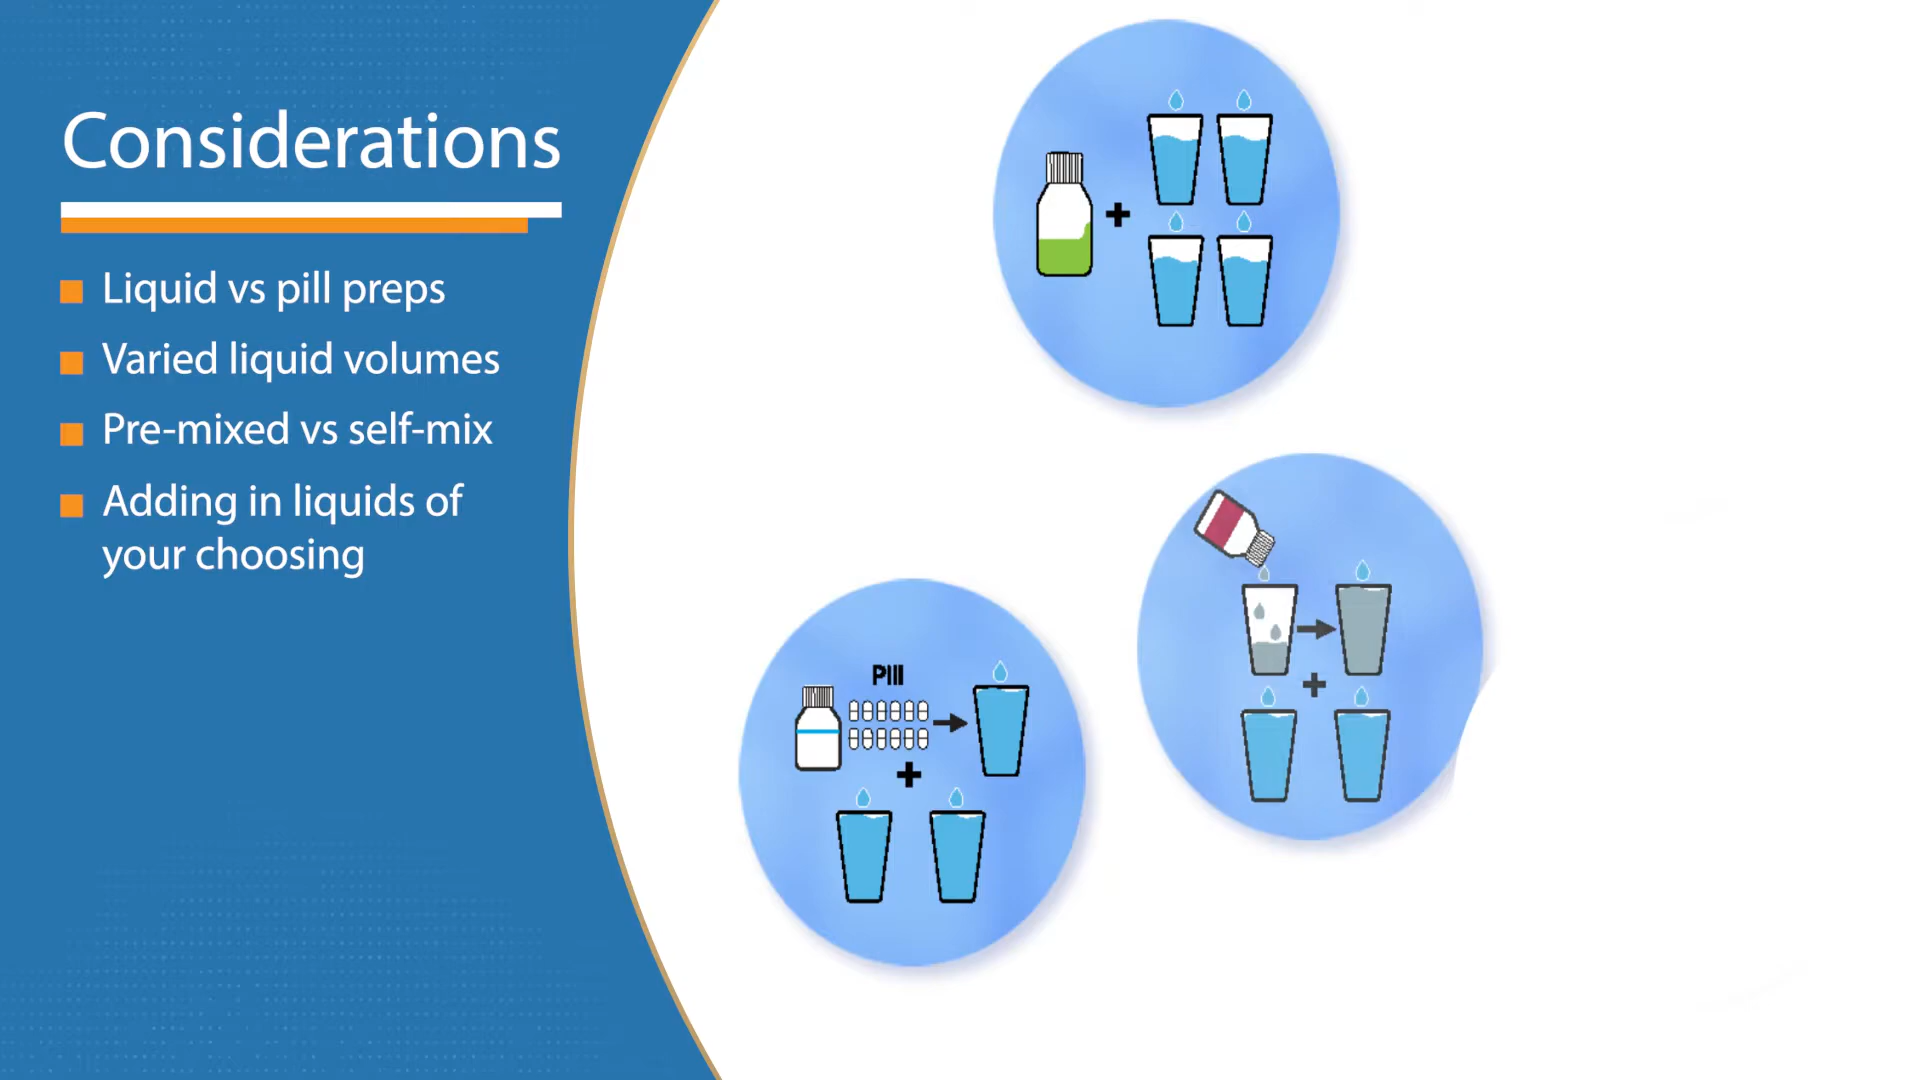 Considerations
Liquid vs pill preps
Varied liquid volumes
Pre-mixed vs self-mix
Adding in liquids of
your choosing
Pill